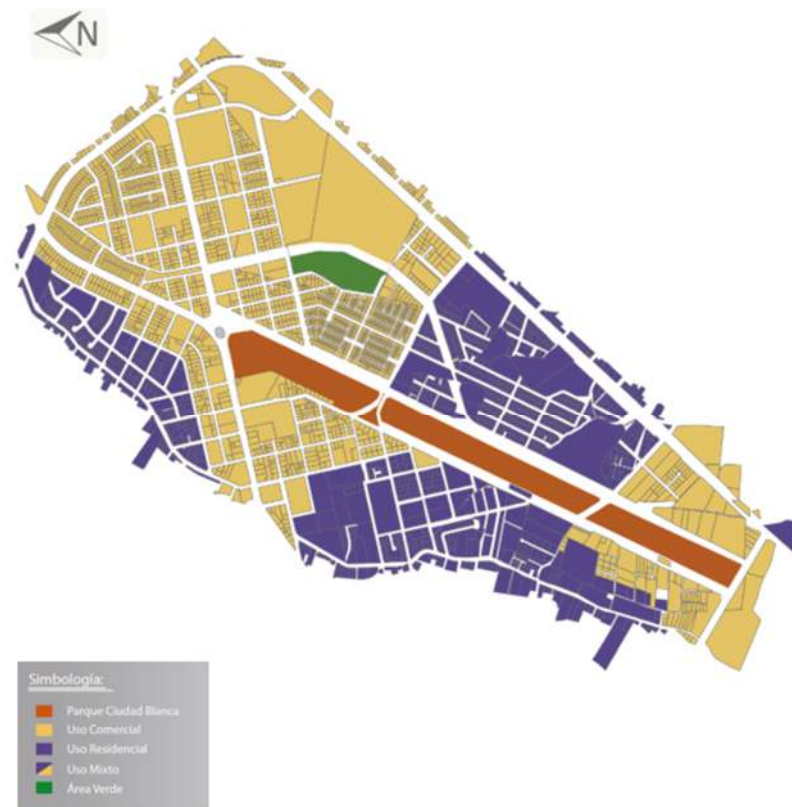 N
Simbología:
Parque Ciudad Blanca
Uso Comercial
Uso Residencial
Uso Mixto
Área Verde